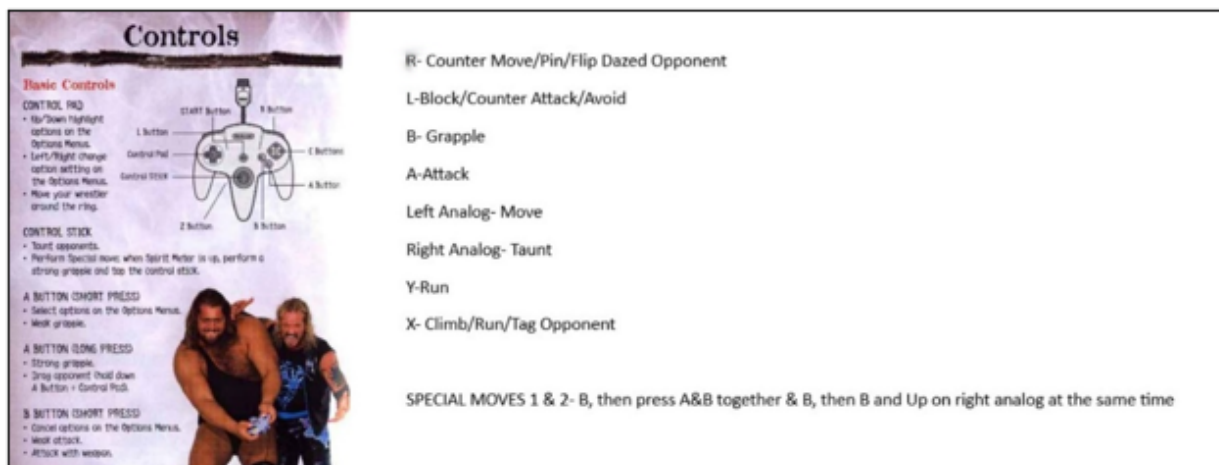 Controls
Basic Controls
CONTROL PAD
• Up/Down highlight
options on the
Options Menus.
• Left/Right change
option setting on
the Options Menus.
• Move your wrestler
around the ring.
START Button
R Button
L Button
Control Pad
C Buttons
Control Stick
A Button
Z Button
B Button
CONTROL STICK
• Taunt opponents.
• Perform Special move; when Spirit Meter is up, perform a
strong grapple and tap the control stick.
A BUTTON (SHORT PRESS)
• Select options on the Options Menus.
• Weak grapple.
A BUTTON (LONG PRESS)
• Strong grapple.
• Drag opponent (hold down
A Button + Control Pad).
B BUTTON (SHORT PRESS)
• Cancel options on the Options Menus.
• Weak attack.
• Attack with weapon.
R- Counter Move/Pin/Flip Dazed Opponent
L-Block/Counter Attack/Avoid
B- Grapple
A-Attack
Left Analog- Move
Right Analog- Taunt
Y-Run
X- Climb/Run/Tag Opponent
SPECIAL MOVES 1 & 2- B, then press A&B together & B, then B and Up on right analog at the same time